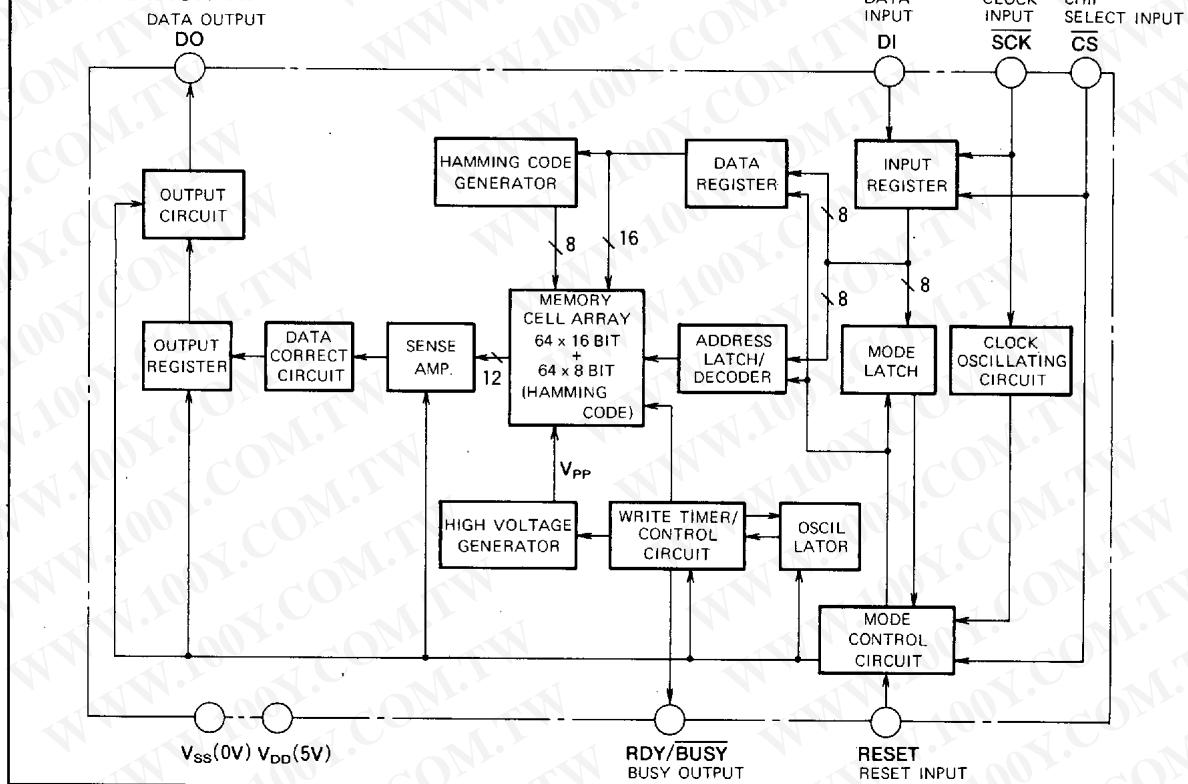 DATA OUTPUT
DO
DATA
INPUT
DI
CLOCK
INPUT
SCK
SELECT INPUT
CS
HAMMING CODE
GENERATOR
DATA
REGISTER
INPUT
REGISTER
OUTPUT
CIRCUIT
8
16
8
8
8
MEMORY
CELL ARRAY
64 x 16 BIT
+
64 x 8 BIT
(HAMMING
CODE)
OUTPUT
REGISTER
DATA
CORRECT
CIRCUIT
SENSE
AMP.
12
ADDRESS
LATCH/
DECODER
MODE
LATCH
CLOCK
OSCILLATING
CIRCUIT
VPP
HIGH VOLTAGE
GENERATOR
WRITE TIMER/
CONTROL
CIRCUIT
OSCIL
LATOR
MODE
CONTROL
CIRCUIT
VSS(0V) VDD(5V)
RDY/BUSY
BUSY OUTPUT
RESET
RESET INPUT
WWW.100Y.COM.TW